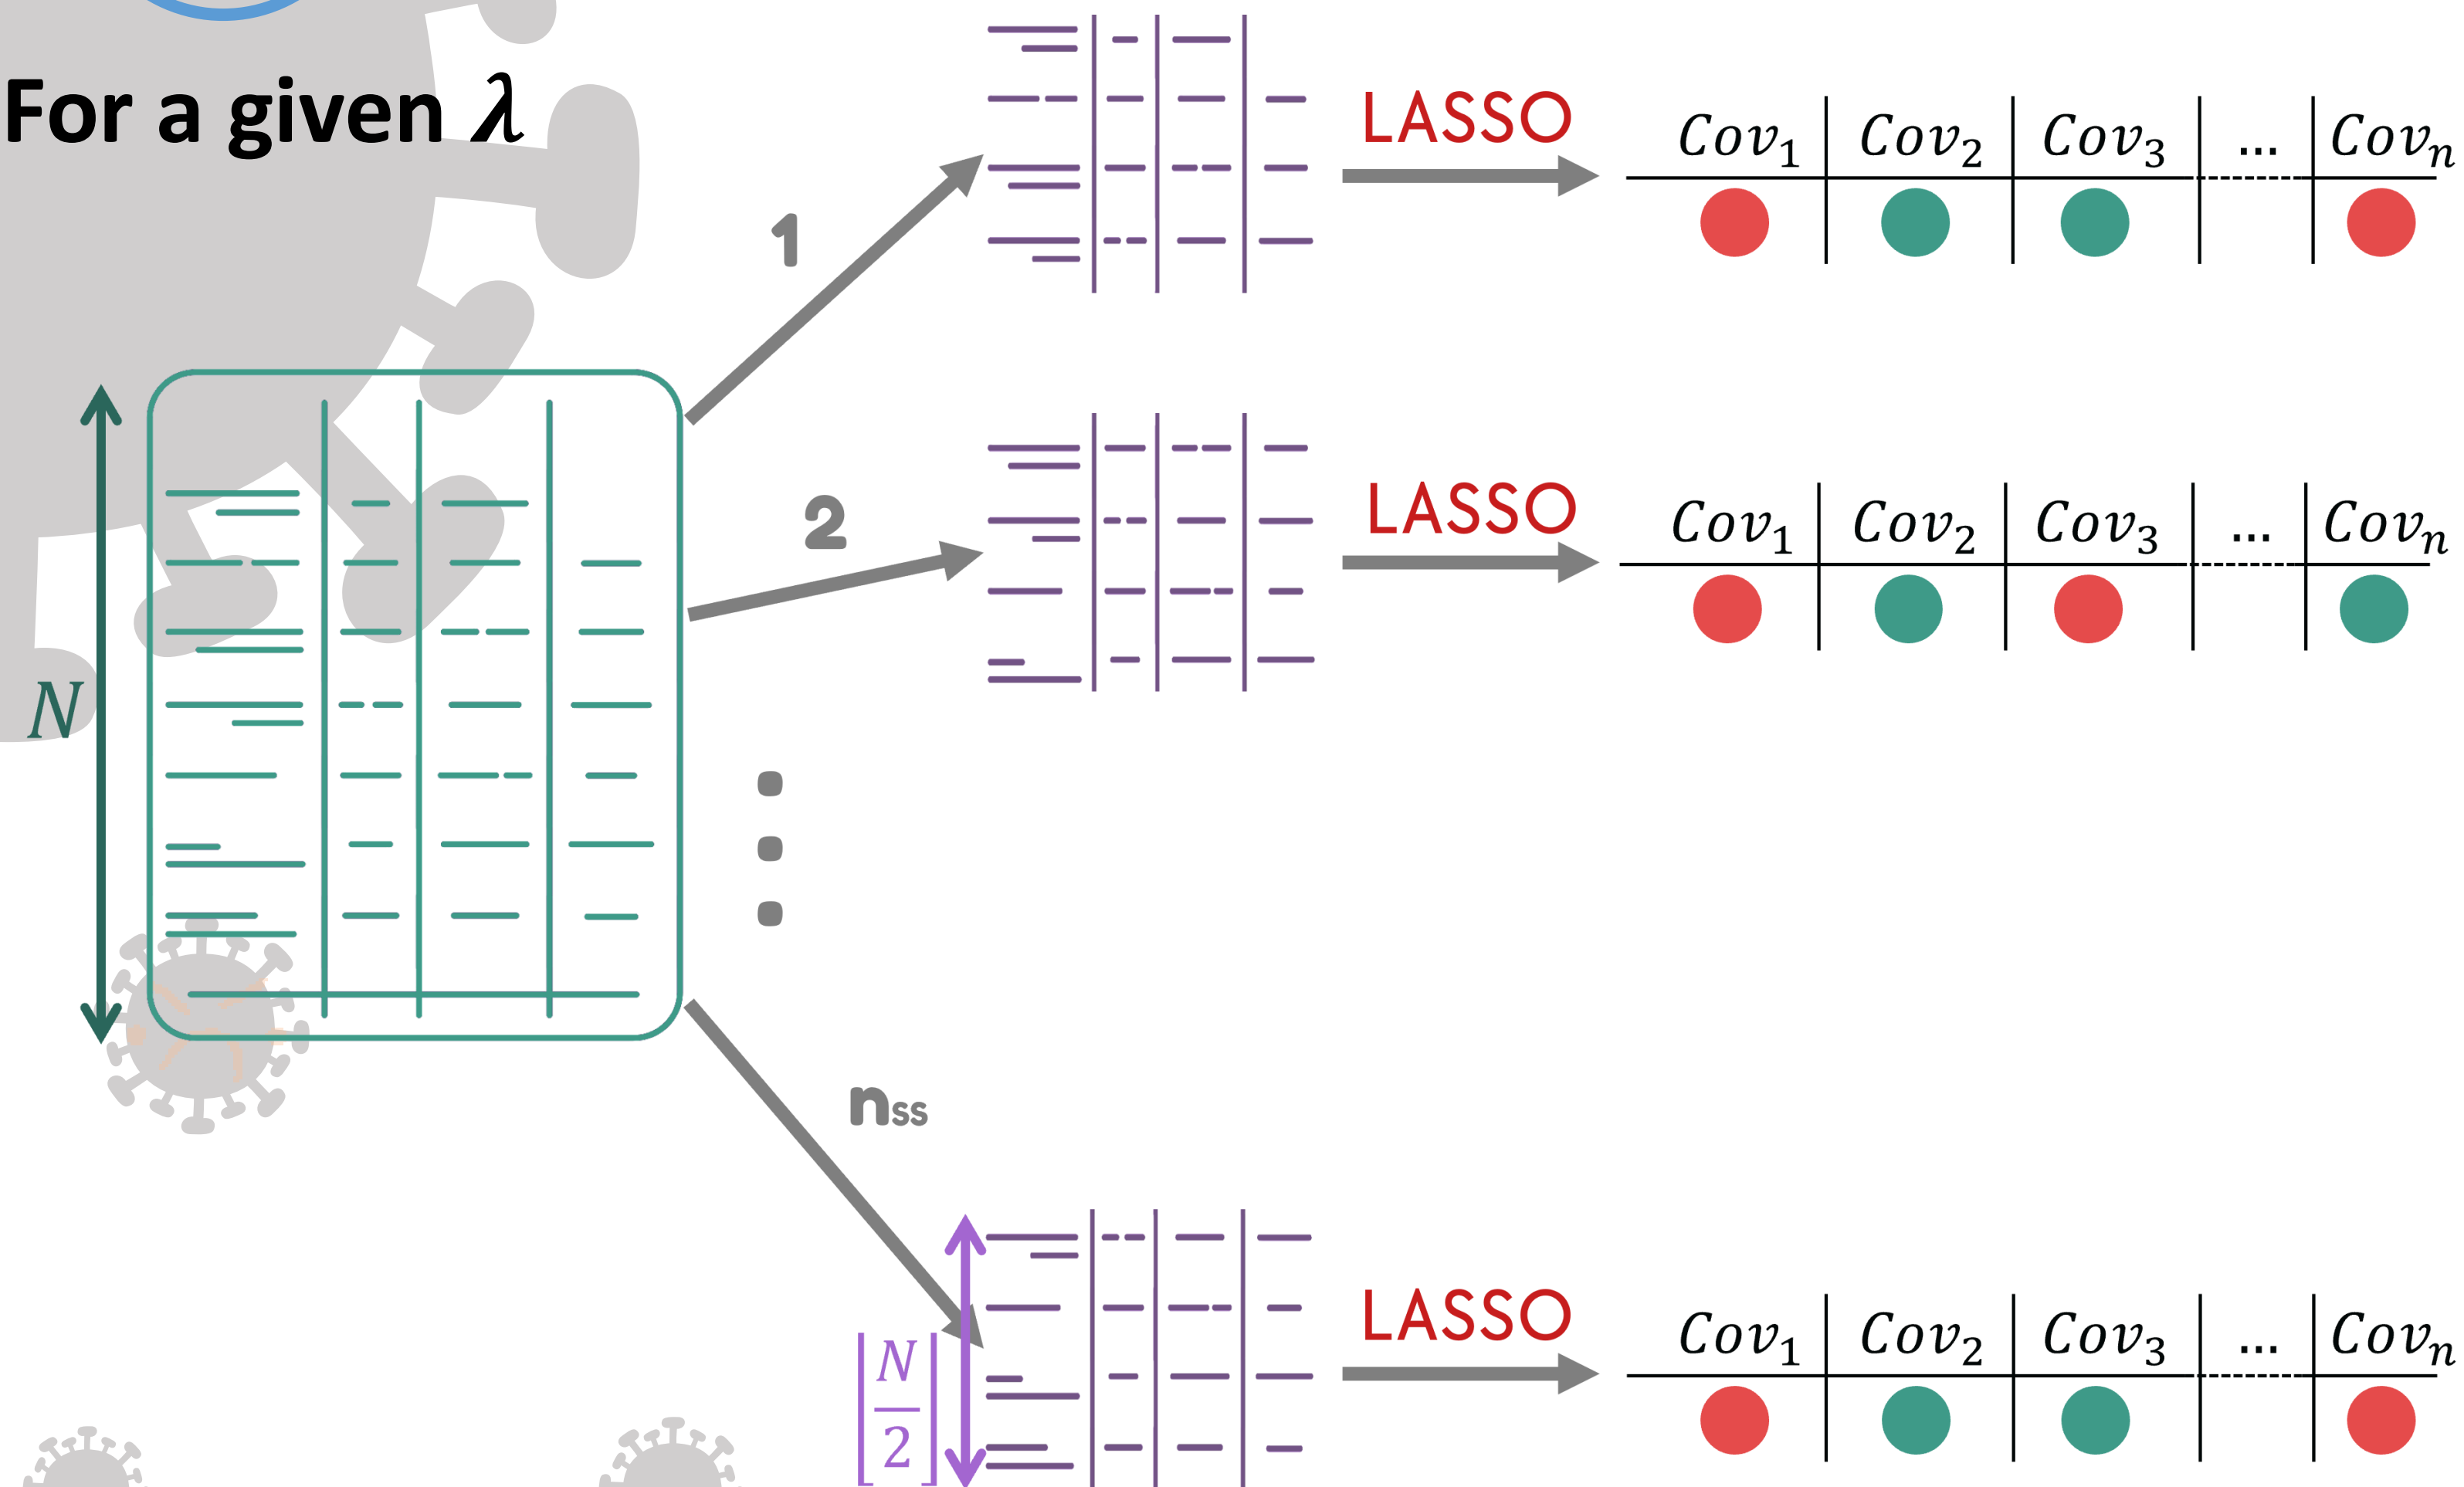 For a given λ
1
LASSO
Cov₁ Cov₂ Cov₃ ... Covₙ
2
LASSO
Cov₁ Cov₂ Cov₃ ... Covₙ
N
nss
LASSO
Cov₁ Cov₂ Cov₃ ... Covₙ
⌊N/2⌋